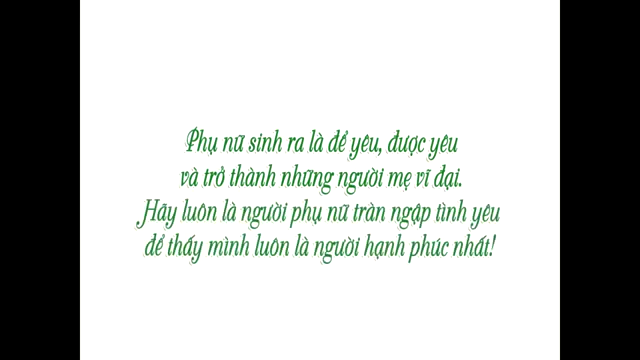 Phụ nữ sinh ra là để yêu, được yêu
và trở thành những người mẹ vĩ đại.
Hãy luôn là người phụ nữ tràn ngập tình yêu
để thấy mình luôn là người hạnh phúc nhất!